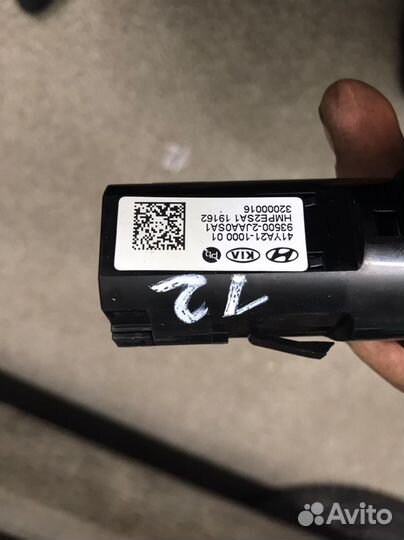 KIA
41YA21-1000 01
93500-2JAA0SA1
HMPE2SA1 19162
32000016
12
Avito